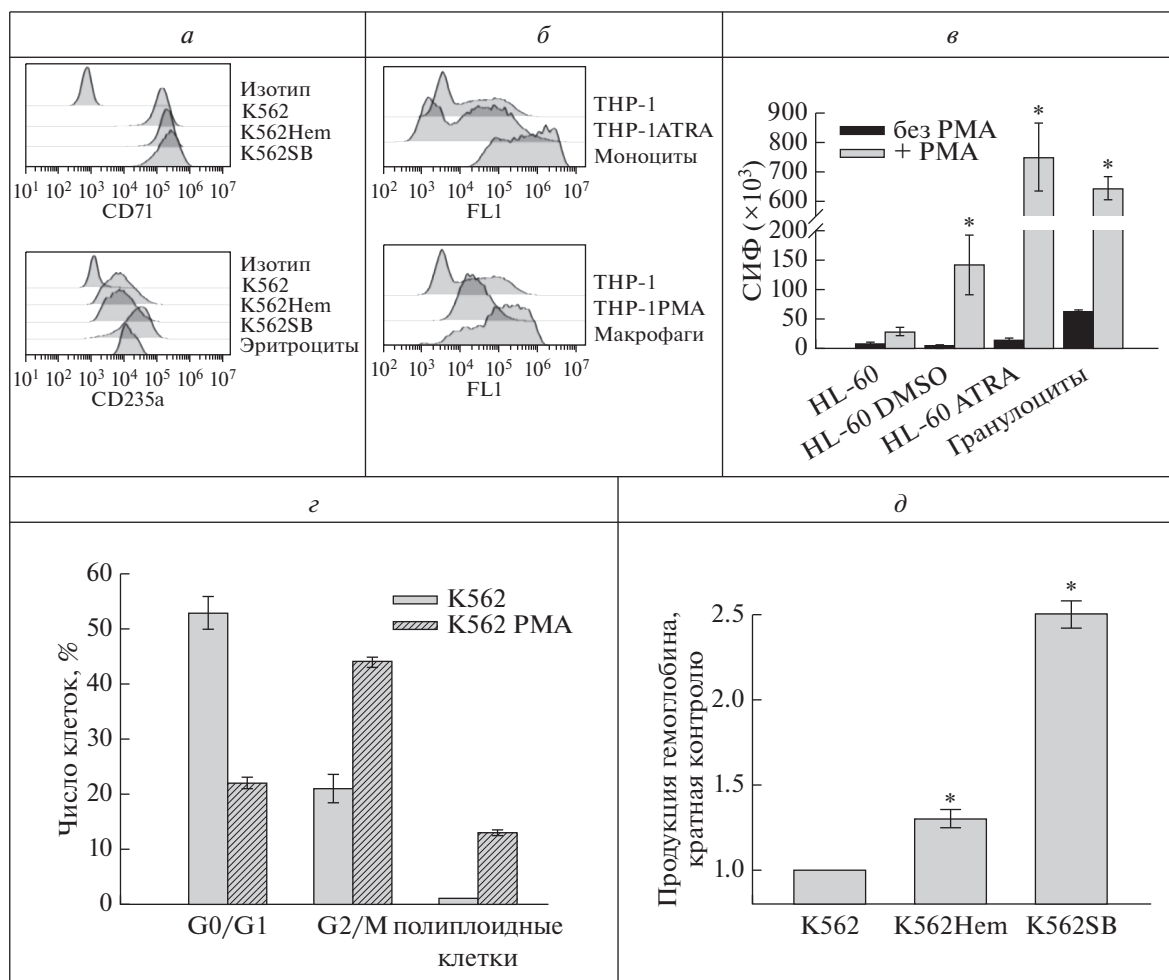 а
б
в
Изотип
K562
K562Hem
K562SB
10¹ 10² 10³ 10⁴ 10⁵ 10⁶ 10⁷
CD71
Изотип
K562
K562Hem
K562SB
Эритроциты
10¹ 10² 10³ 10⁴ 10⁵ 10⁶ 10⁷
CD235a
THP-1
THP-1ATRA
Моноциты
10² 10³ 10⁴ 10⁵ 10⁶ 10⁷
FL1
THP-1
THP-1PMA
Макрофаги
10² 10³ 10⁴ 10⁵ 10⁶ 10⁷
FL1
СИФ (×10³)
900
800
700
600
200
150
100
50
0
без PMA
+ PMA
*
*
*
HL-60
HL-60 DMSO
HL-60 ATRA
Гранулоциты
г
д
Число клеток, %
60
50
40
30
20
10
0
K562
K562 PMA
G0/G1
G2/M
полиплоидные
клетки
Продукция гемоглобина,
кратная контролю
2.5
2.0
1.5
1.0
*
*
K562
K562Hem
K562SB